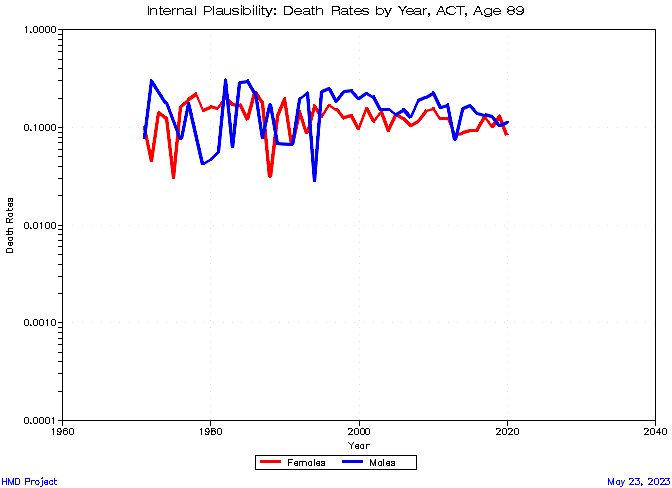 Internal Plausibility: Death Rates by Year, ACT, Age 89
1.0000
0.1000
0.0100
0.0010
0.0001
Death Rates
1960 1980 2000 2020 2040
Year
Females Males
HMD Project May 23, 2023